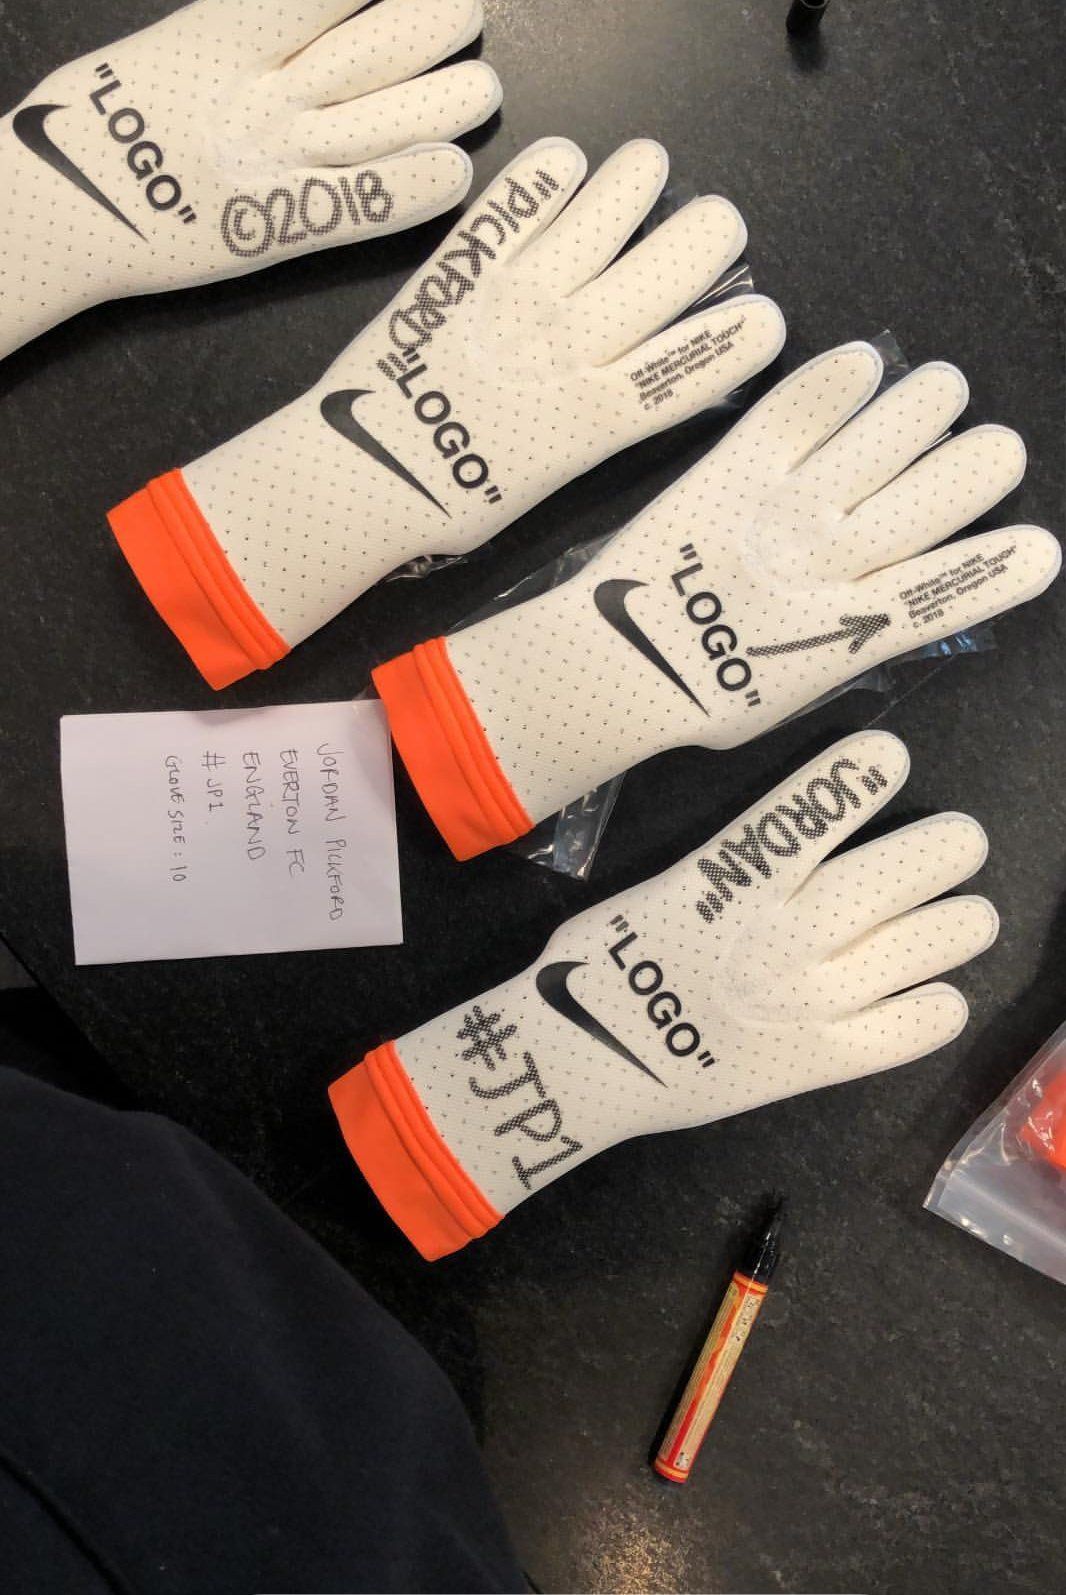 "LOGO"
©2018
"PICKFORD"
"LOGO"
Off-White™ for NIKE
"NIKE MERCURIAL TOUCH"
Beaverton, Oregon USA
c. 2018
"LOGO"
Off-White™ for NIKE
"NIKE MERCURIAL TOUCH"
Beaverton, Oregon USA
c. 2018
JORDAN PICKFORD
EVERTON FC
ENGLAND
#JP1.
GLOVE SIZE : 10
"JORDAN"
"LOGO"
#JP1